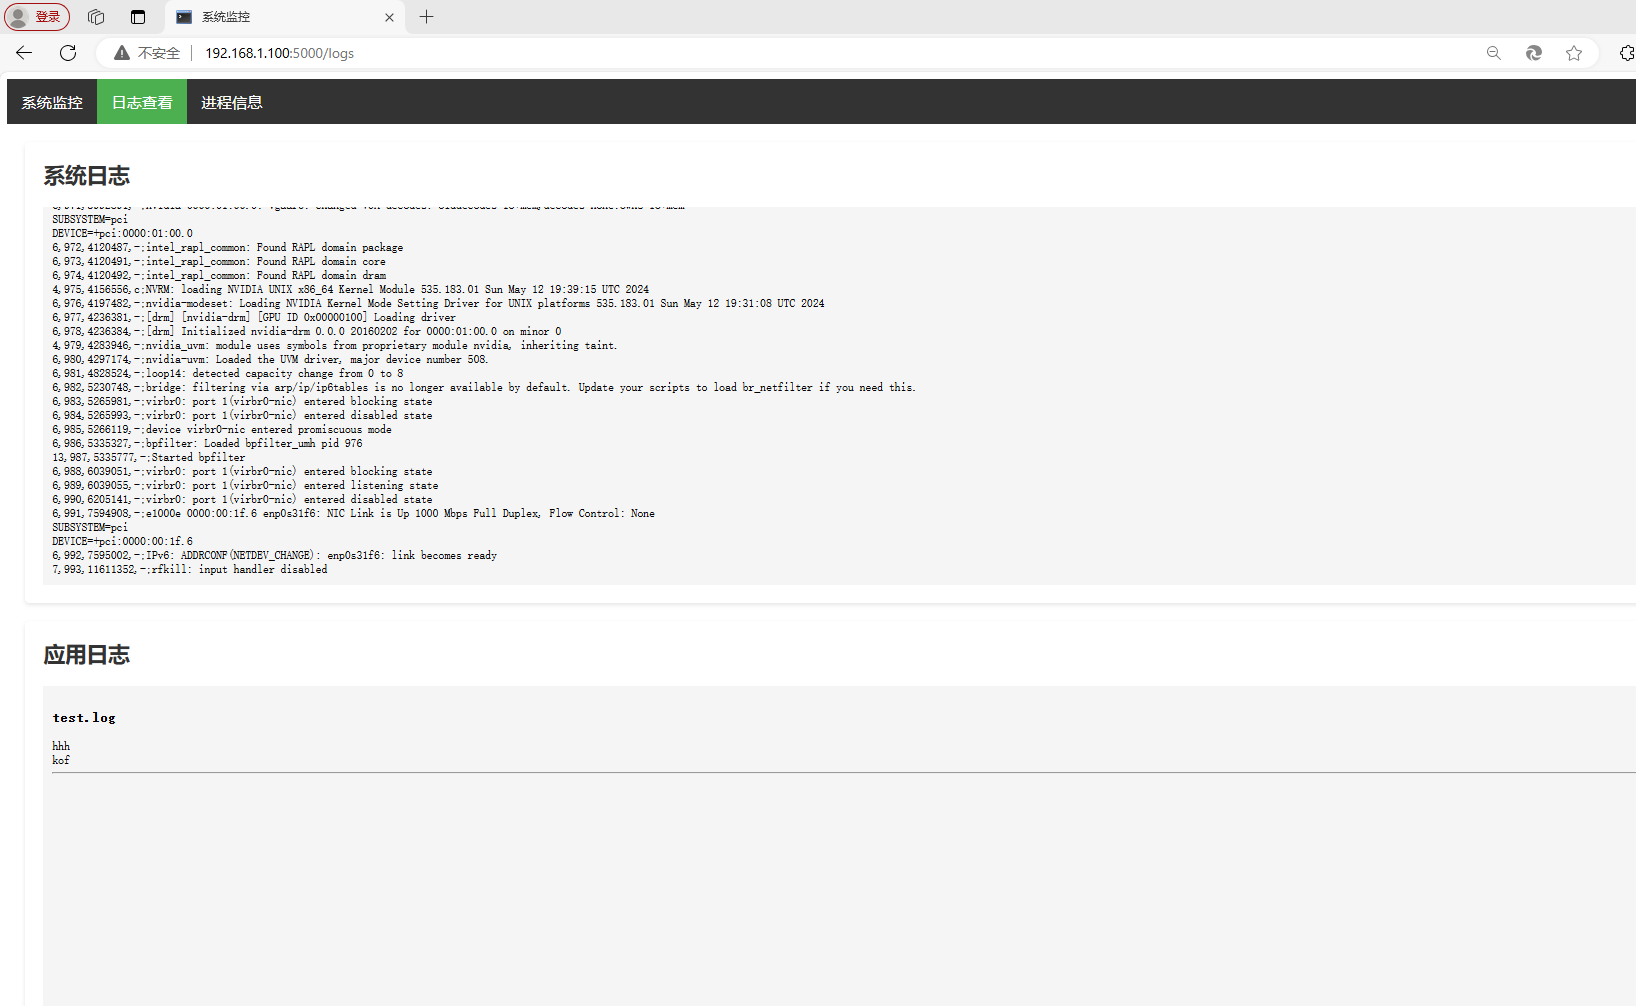 登录
系统监控
不安全
192.168.1.100:5000/logs
系统监控
日志查看
进程信息
系统日志
SUBSYSTEM=pci
DEVICE=+pci:0000:01:00.0
6,972,4120487,-;intel_rapl_common: Found RAPL domain package
6,973,4120491,-;intel_rapl_common: Found RAPL domain core
6,974,4120492,-;intel_rapl_common: Found RAPL domain dram
4,975,4156556,c;NVRM: loading NVIDIA UNIX x86_64 Kernel Module 535.183.01 Sun May 12 19:39:15 UTC 2024
6,976,4197482,-;nvidia-modeset: Loading NVIDIA Kernel Mode Setting Driver for UNIX platforms 535.183.01 Sun May 12 19:31:08 UTC 2024
6,977,4236381,-;[drm] [nvidia-drm] [GPU ID 0x00000100] Loading driver
6,978,4236384,-;[drm] Initialized nvidia-drm 0.0.0 20160202 for 0000:01:00.0 on minor 0
4,979,4283946,-;nvidia_uvm: module uses symbols from proprietary module nvidia, inheriting taint.
6,980,4297174,-;nvidia-uvm: Loaded the UVM driver, major device number 508.
6,981,4828524,-;loop14: detected capacity change from 0 to 8
6,982,5230748,-;bridge: filtering via arp/ip/ip6tables is no longer available by default. Update your scripts to load br_netfilter if you need this.
6,983,5265981,-;virbr0: port 1(virbr0-nic) entered blocking state
6,984,5265993,-;virbr0: port 1(virbr0-nic) entered disabled state
6,985,5266119,-;device virbr0-nic entered promiscuous mode
6,986,5335327,-;bpfilter: Loaded bpfilter_umh pid 976
13,987,5335777,-;Started bpfilter
6,988,6039051,-;virbr0: port 1(virbr0-nic) entered blocking state
6,989,6039055,-;virbr0: port 1(virbr0-nic) entered listening state
6,990,6205141,-;virbr0: port 1(virbr0-nic) entered disabled state
6,991,7594908,-;e1000e 0000:00:1f.6 enp0s31f6: NIC Link is Up 1000 Mbps Full Duplex, Flow Control: None
SUBSYSTEM=pci
DEVICE=+pci:0000:00:1f.6
6,992,7595002,-;IPv6: ADDRCONF(NETDEV_CHANGE): enp0s31f6: link becomes ready
7,993,11611352,-;rfkill: input handler disabled
应用日志
test.log
hhh
kof